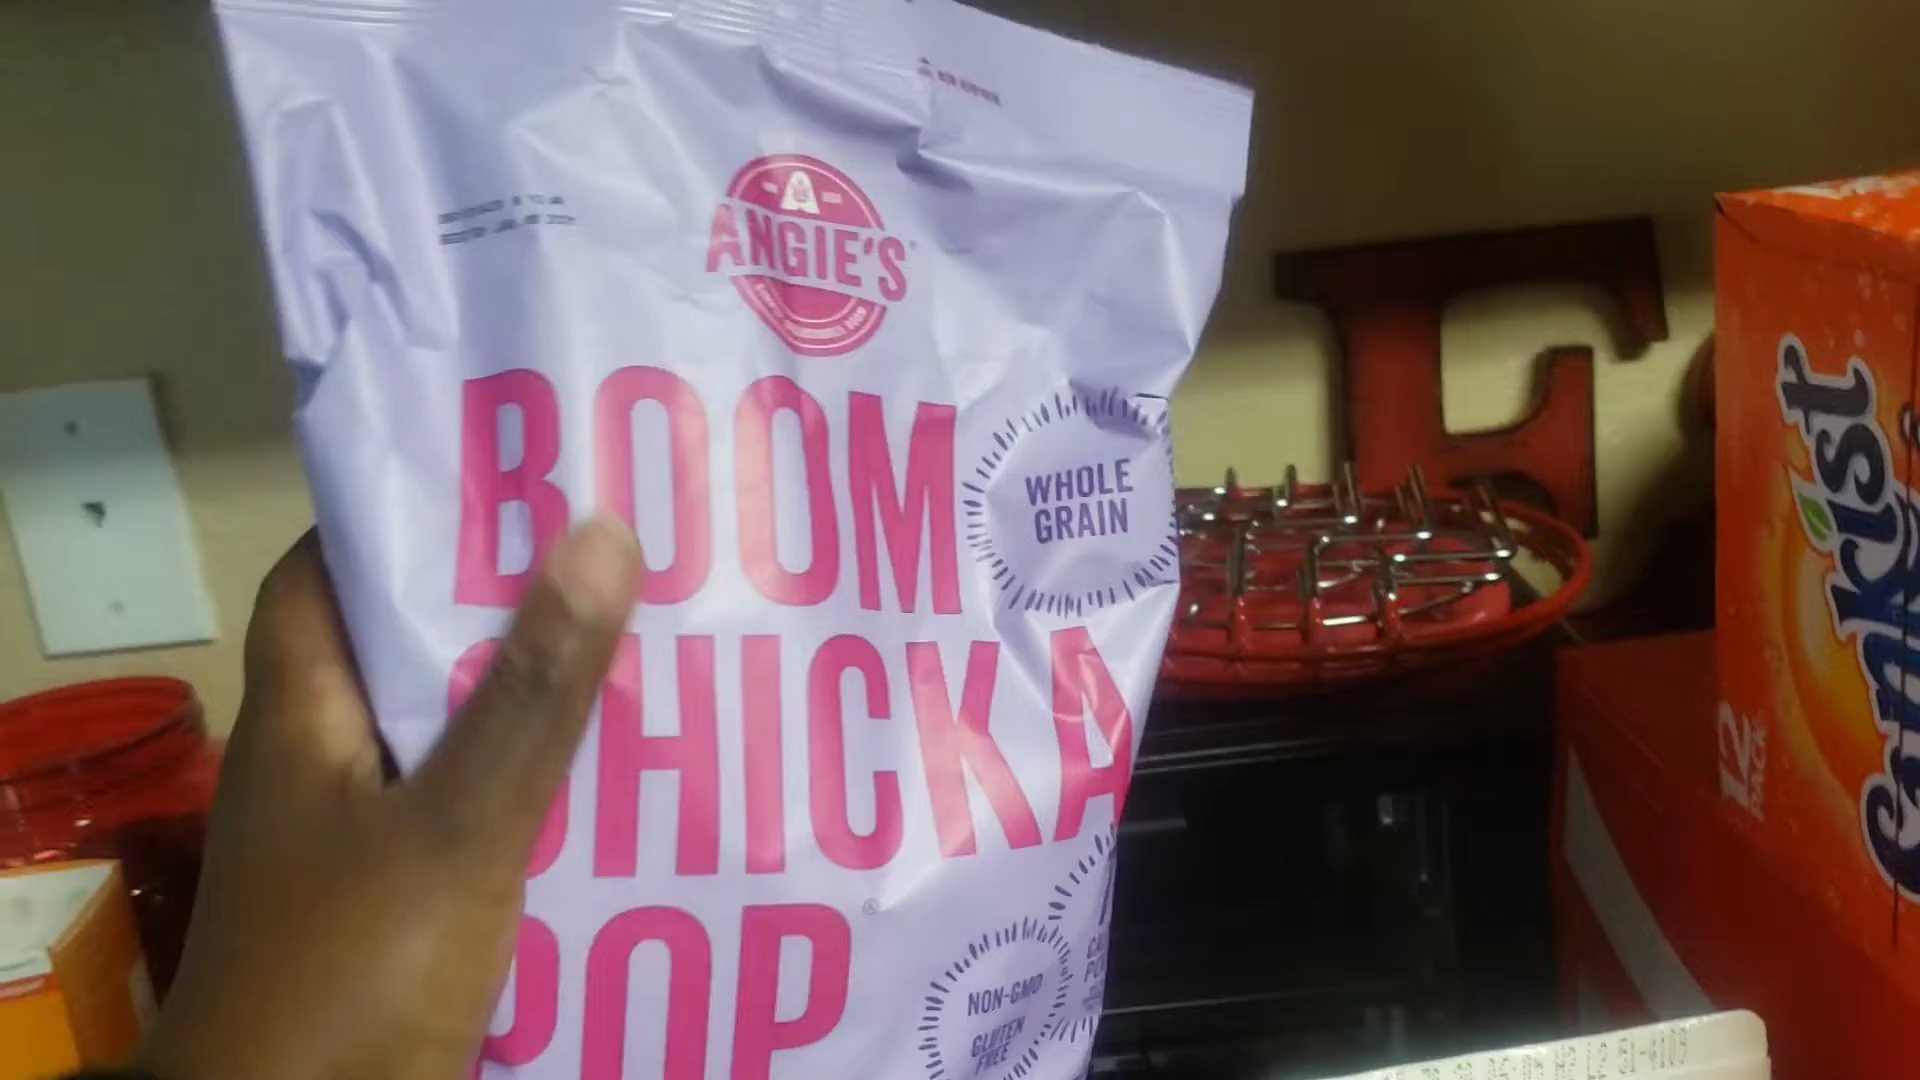 ANGIE'S
BOOM
CHICKA
POP
WHOLE
GRAIN
NON-GMO
GLUTEN
FREE
F
Sunkist
12
PACK